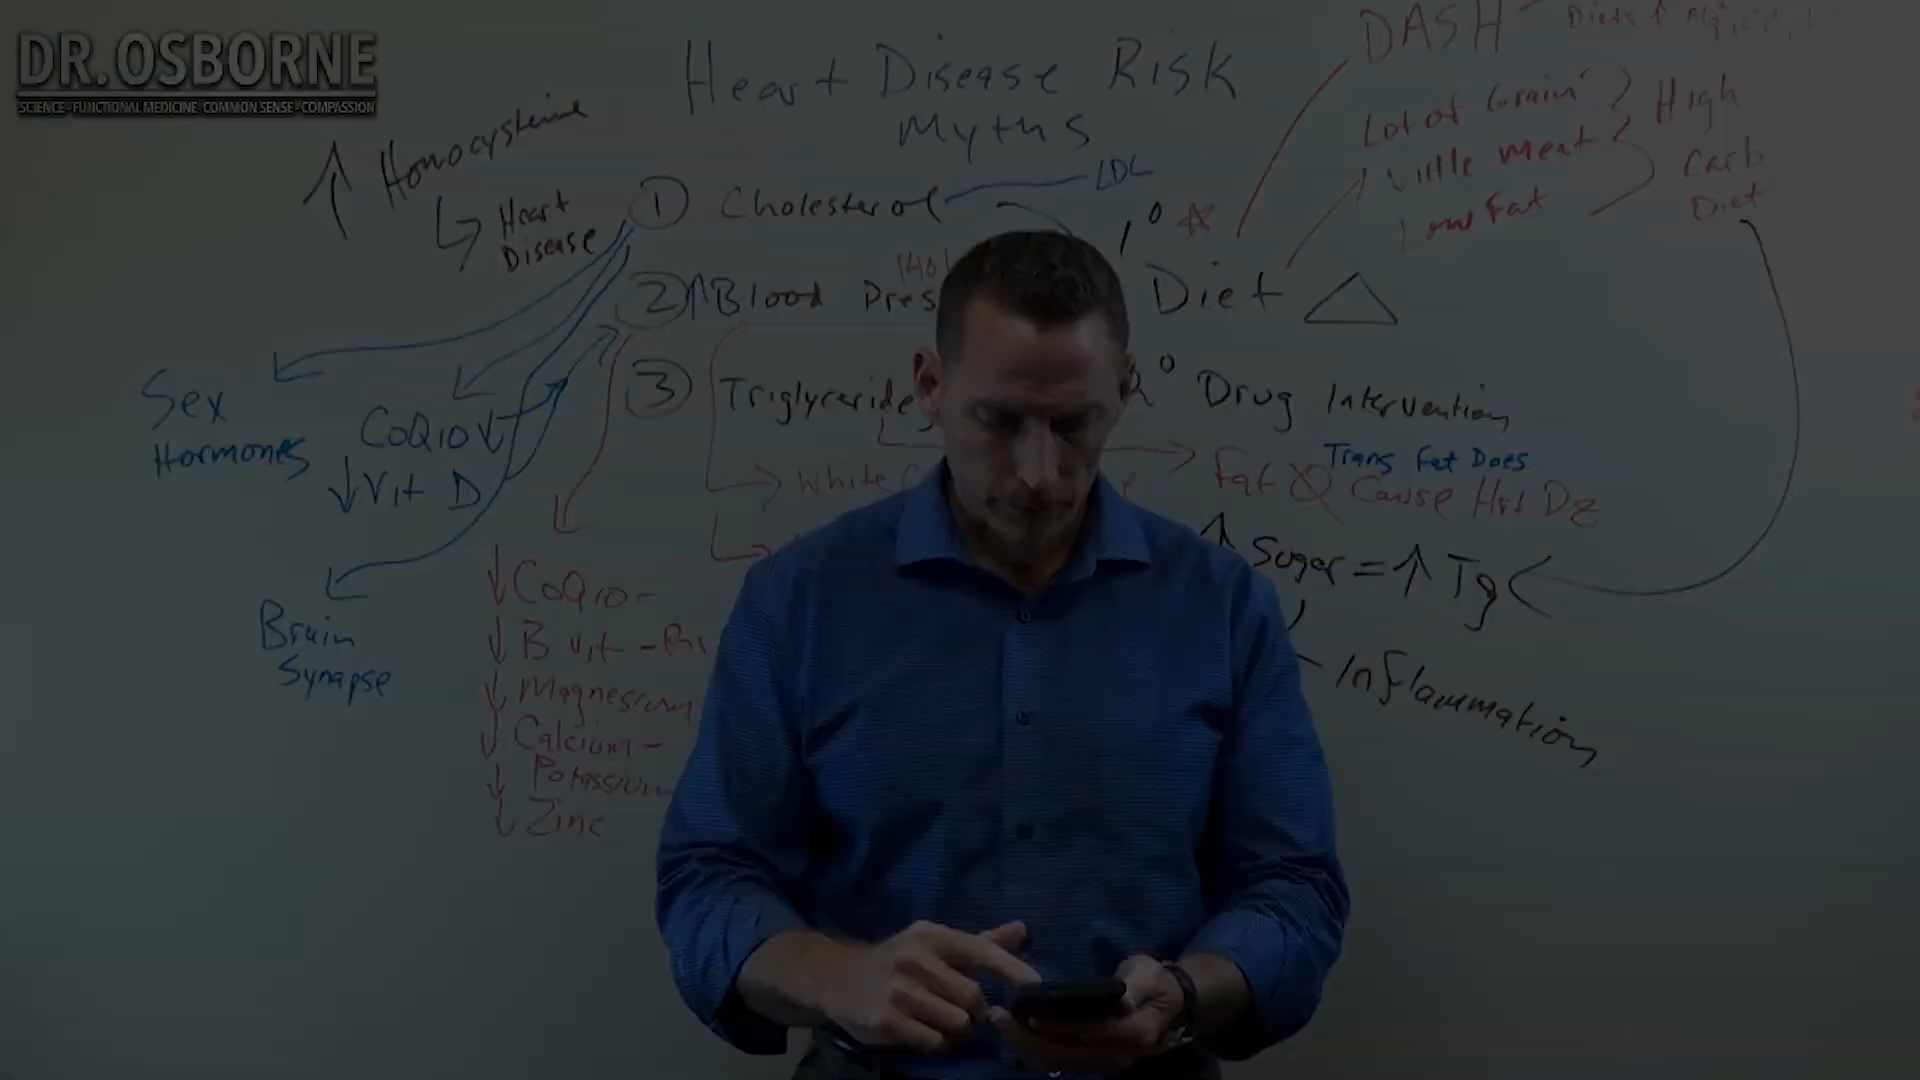 DR. OSBORNE
SCIENCE - FUNCTIONAL MEDICINE - COMMON SENSE - COMPASSION
Heart Disease Risk
Myths
↑ Homocysteine
Heart
Disease
① Cholesterol
LDL
1°
② ↑ Blood Pres
140/
Diet △
③ Triglyceride
2° Drug Intervention
DASH
Diets
Lot of Grain
Little meat
Low Fat
High
Carb
Diet
Sex
Hormones
CoQ10 ↓
↓ Vit D
Brain
Synapse
White
Trans Fat Does
Fat Cause Hrt Dz
↑ Sugar = ↑ Tg
Inflammation
↓ CoQ10 -
↓ B vit -
↓ Magnesium
↓ Calcium -
↓ Potassium
↓ Zinc